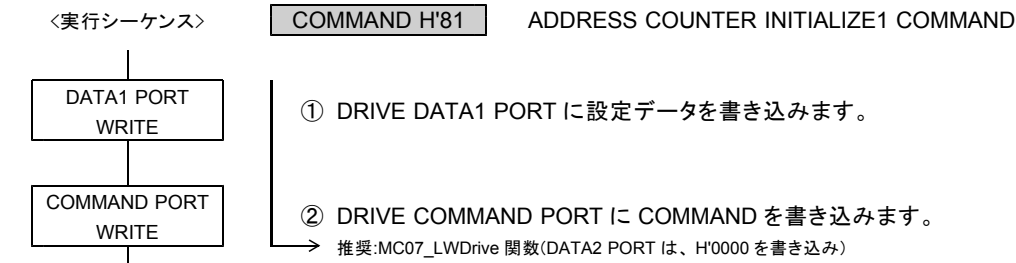 <実行シーケンス>
COMMAND H'81
ADDRESS COUNTER INITIALIZE1 COMMAND
DATA1 PORT
WRITE
① DRIVE DATA1 PORT に設定データを書き込みます。
COMMAND PORT
WRITE
② DRIVE COMMAND PORT に COMMAND を書き込みます。
推奨:MC07_LWDrive 関数(DATA2 PORT は、H'0000 を書き込み)